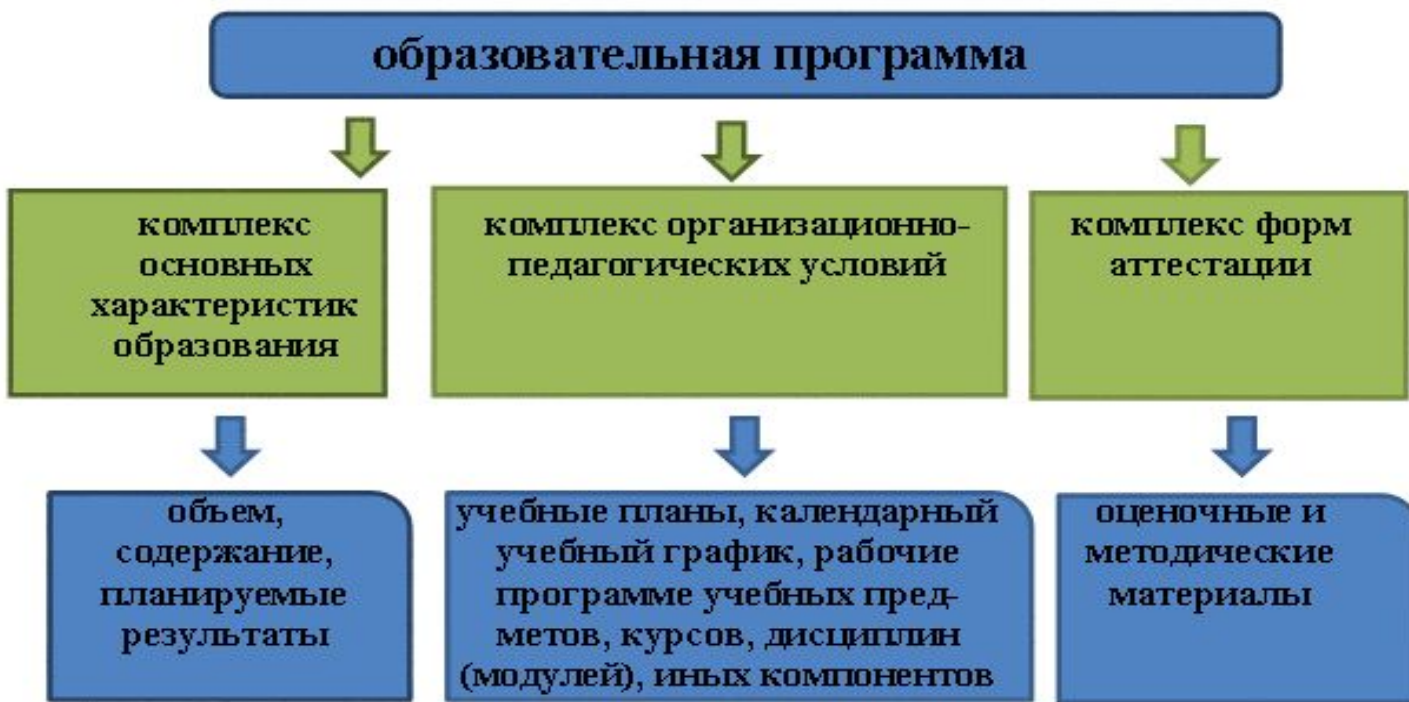 образовательная программа
комплекс
основных
характеристик
образования
комплекс организационно-
педагогических условий
комплекс форм
аттестации
объем,
содержание,
планируемые
результаты
учебные планы, календарный
учебный график, рабочие
программе учебных пред-
метов, курсов, дисциплин
(модулей), иных компонентов
оценочные и
методические
материалы